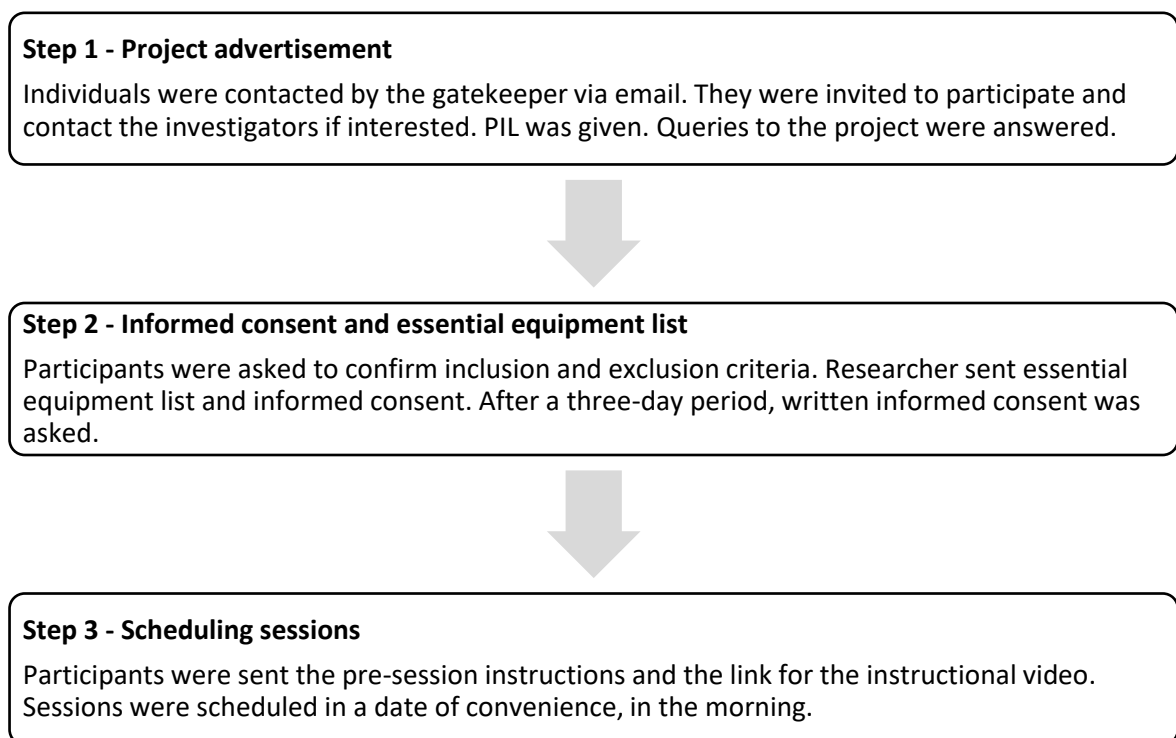 Step 1 - Project advertisement
Individuals were contacted by the gatekeeper via email. They were invited to participate and
contact the investigators if interested. PIL was given. Queries to the project were answered.
Step 2 - Informed consent and essential equipment list
Participants were asked to confirm inclusion and exclusion criteria. Researcher sent essential
equipment list and informed consent. After a three-day period, written informed consent was
asked.
Step 3 - Scheduling sessions
Participants were sent the pre-session instructions and the link for the instructional video.
Sessions were scheduled in a date of convenience, in the morning.